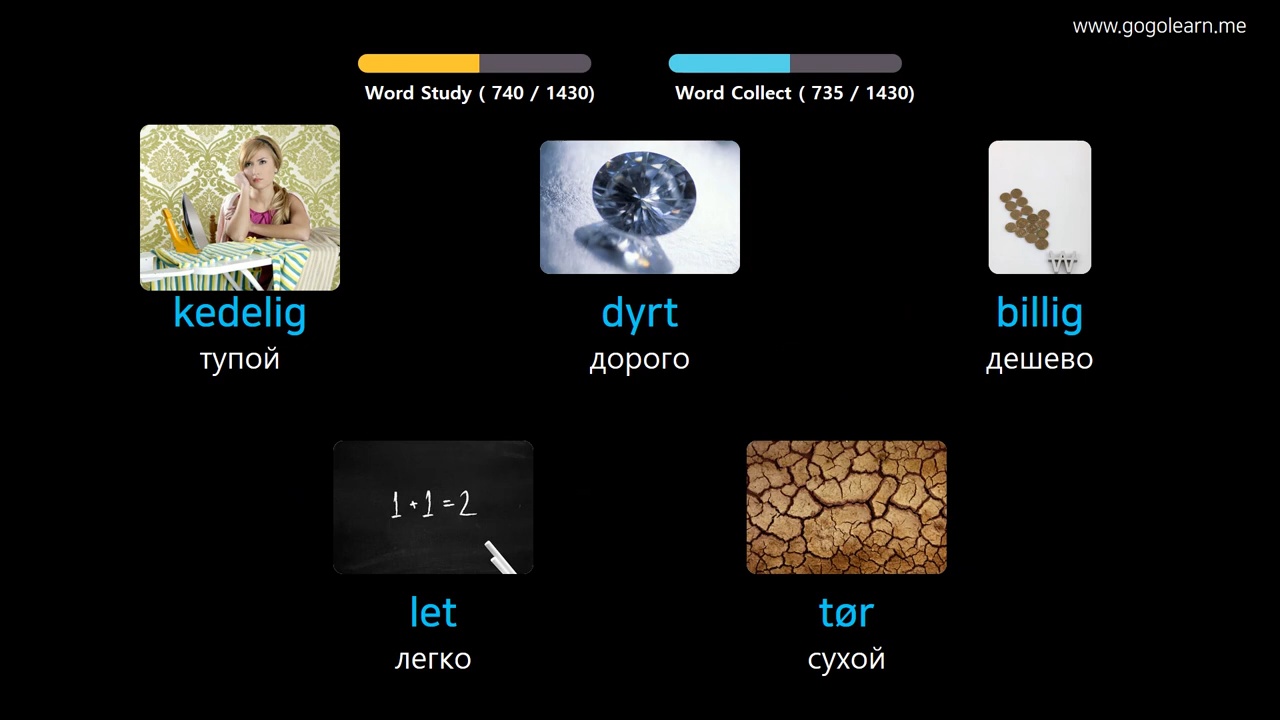 www.gogolearn.me
Word Study ( 740 / 1430)
Word Collect ( 735 / 1430)
kedelig
тупой
dyrt
дорого
billig
дешево
1 + 1 = 2
let
легко
tør
сухой